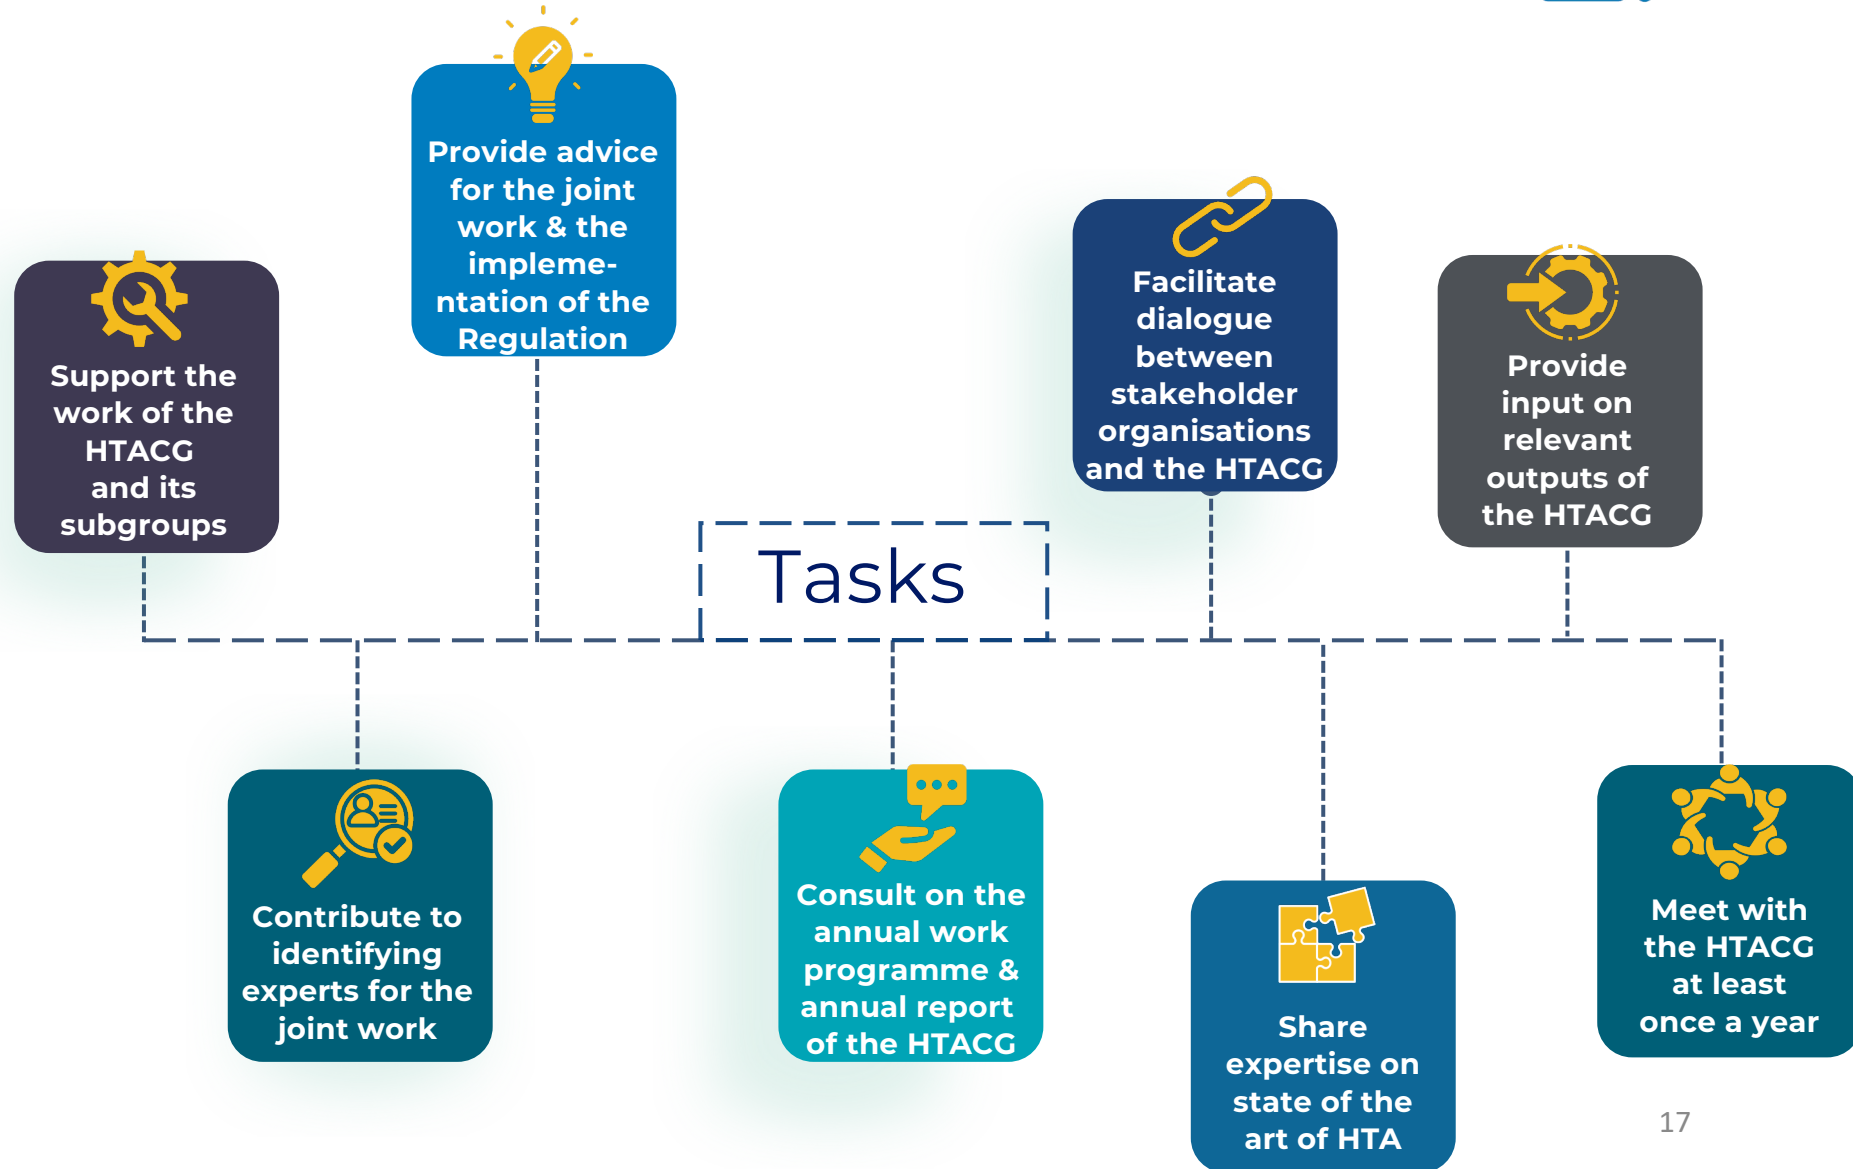 Provide advice
for the joint
work & the
impleme-
ntation of the
Regulation
Support the
work of the
HTACG
and its
subgroups
Facilitate
dialogue
between
stakeholder
organisations
and the HTACG
Provide
input on
relevant
outputs of
the HTACG
Tasks
Contribute to
identifying
experts for the
joint work
Consult on the
annual work
programme &
annual report
of the HTACG
Share
expertise on
state of the
art of HTA
Meet with
the HTACG
at least
once a year
17